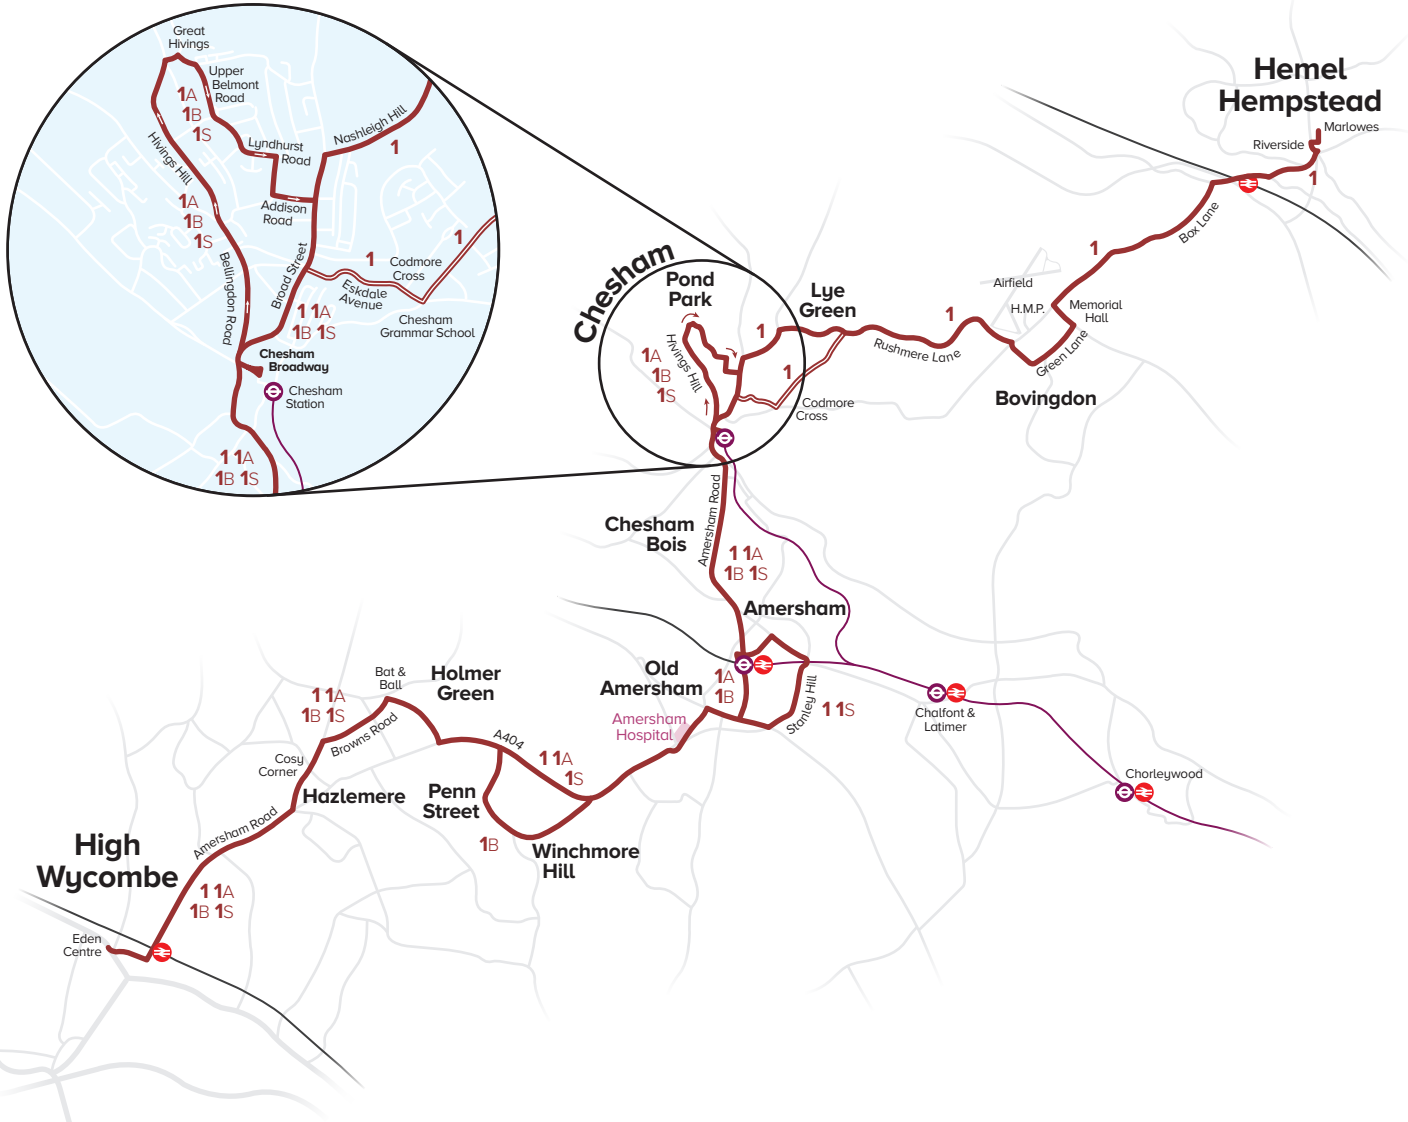 Great
Hivings
Upper
Belmont
Road
1A
1B
1S
Hivings Hill
Lyndhurst
Road
Nashleigh Hill
1
1A
1B
1S
Addison
Road
Bellingdon Road
Broad Street
1
Codmore
Cross
1
Eskdale
Avenue
1 1A
1B 1S
Chesham
Grammar School
Chesham
Broadway
Chesham
Station
1 1A
1B 1S
Hemel
Hempstead
Marlowes
Riverside
1
Box Lane
1
Airfield
H.M.P.
Memorial
Hall
Green Lane
Bovingdon
Chesham
Pond
Park
Lye
Green
1
1
Rushmere Lane
1A
1B
1S
Hivings Hill
1
Codmore
Cross
Chesham
Bois
Amersham Road
1 1A
1B 1S
Amersham
Old
Amersham
1A
1B
Stanley Hill
1 1S
Amersham
Hospital
Chalfont &
Latimer
Chorleywood
Bat &
Ball
Holmer
Green
1 1A
1B 1S
Browns Road
A404
1 1A
1S
Cosy
Corner
Hazlemere
Penn
Street
1B
Winchmore
Hill
Amersham Road
High
Wycombe
1 1A
1B 1S
Eden
Centre